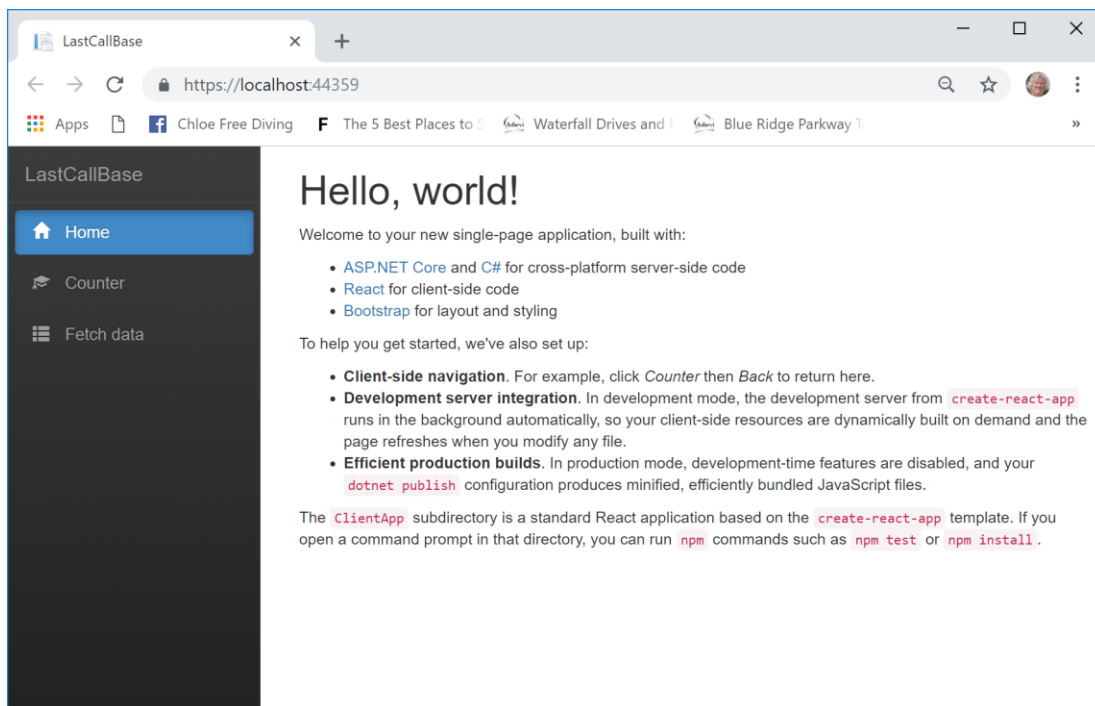 LastCallBase
https://localhost:44359
Apps Chloe Free Diving The 5 Best Places to Waterfall Drives and Blue Ridge Parkway
LastCallBase
Home
Counter
Fetch data
Hello, world!
Welcome to your new single-page application, built with:
ASP.NET Core and C# for cross-platform server-side code
React for client-side code
Bootstrap for layout and styling
To help you get started, we've also set up:
Client-side navigation. For example, click Counter then Back to return here.
Development server integration. In development mode, the development server from create-react-app
runs in the background automatically, so your client-side resources are dynamically built on demand and the
page refreshes when you modify any file.
Efficient production builds. In production mode, development-time features are disabled, and your
dotnet publish configuration produces minified, efficiently bundled JavaScript files.
The ClientApp subdirectory is a standard React application based on the create-react-app template. If you
open a command prompt in that directory, you can run npm commands such as npm test or npm install.